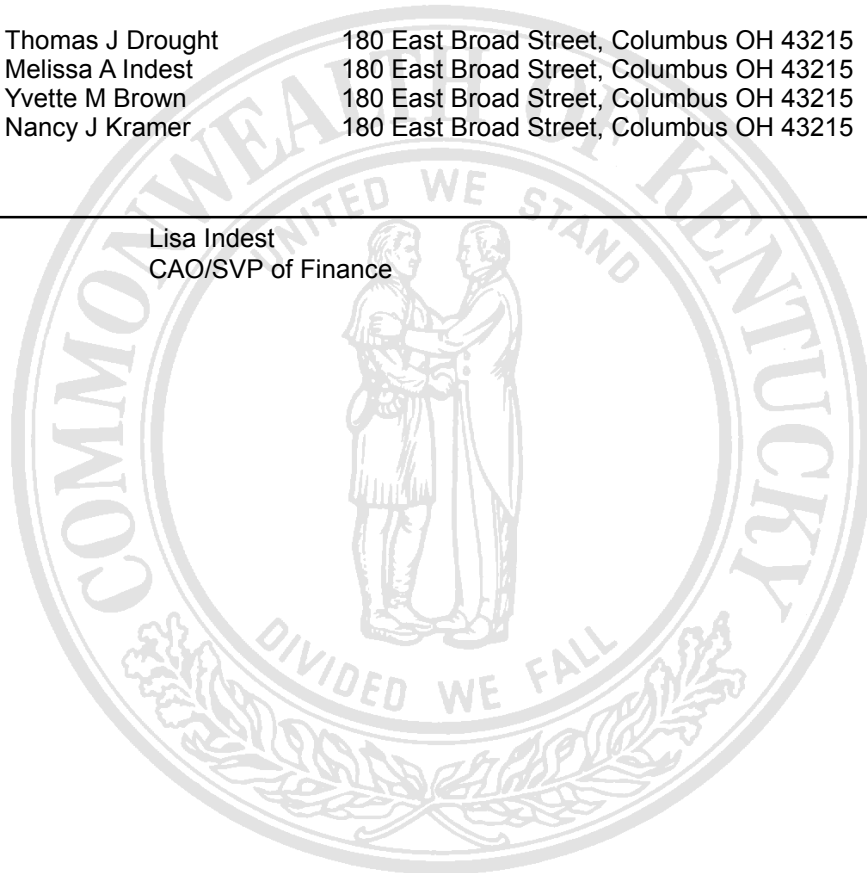 Thomas J Drought 180 East Broad Street, Columbus OH 43215
Melissa A Indest 180 East Broad Street, Columbus OH 43215
Yvette M Brown 180 East Broad Street, Columbus OH 43215
Nancy J Kramer 180 East Broad Street, Columbus OH 43215
COMMONWEALTH OF KENTUCKY
UNITED WE STAND
Lisa Indest
CAO/SVP of Finance
DIVIDED WE FALL